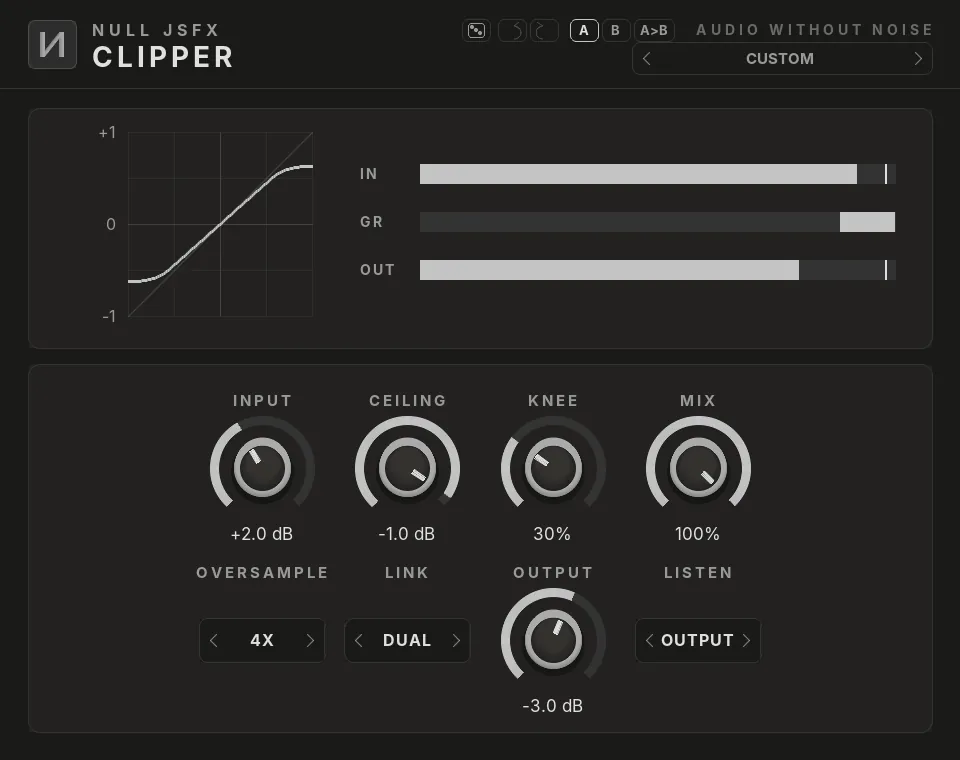 NULL JSFX
CLIPPER
A B A>B AUDIO WITHOUT NOISE
CUSTOM
+1
0
-1
IN
GR
OUT
INPUT CEILING KNEE MIX
+2.0 dB -1.0 dB 30% 100%
OVERSAMPLE LINK OUTPUT LISTEN
4X DUAL OUTPUT
-3.0 dB